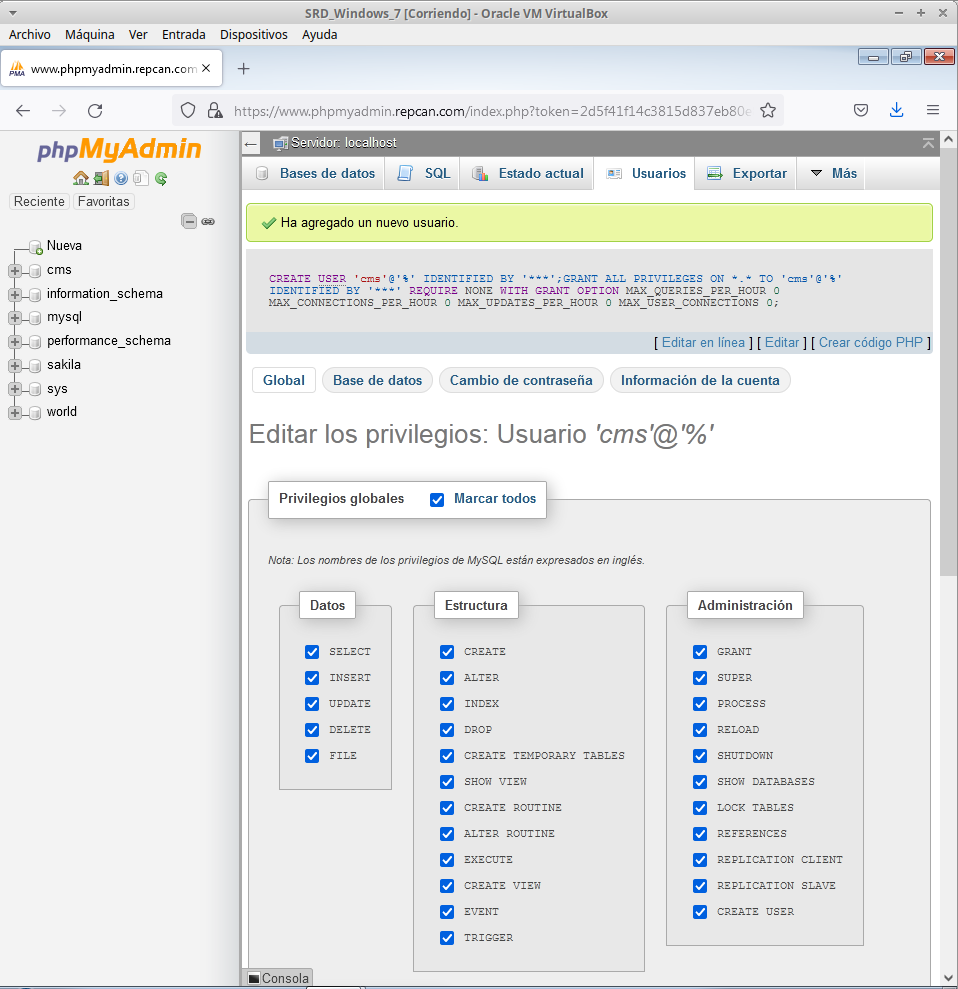 SRD_Windows_7 [Corriendo] - Oracle VM VirtualBox
Archivo Máquina Ver Entrada Dispositivos Ayuda
PMA www.phpmyadmin.repcan.com
https://www.phpmyadmin.repcan.com/index.php?token=2d5f41f14c3815d837eb80e
phpMyAdmin
Reciente Favoritas
Nueva
cms
information_schema
mysql
performance_schema
sakila
sys
world
Servidor: localhost
Bases de datos SQL Estado actual Usuarios Exportar Más
Ha agregado un nuevo usuario.
CREATE USER 'cms'@'%' IDENTIFIED BY '***';GRANT ALL PRIVILEGES ON *.* TO 'cms'@'%'
IDENTIFIED BY '***' REQUIRE NONE WITH GRANT OPTION MAX_QUERIES_PER_HOUR 0
MAX_CONNECTIONS_PER_HOUR 0 MAX_UPDATES_PER_HOUR 0 MAX_USER_CONNECTIONS 0;
[ Editar en línea ] [ Editar ] [ Crear código PHP ]
Global Base de datos Cambio de contraseña Información de la cuenta
Editar los privilegios: Usuario 'cms'@'%'
Privilegios globales Marcar todos
Nota: Los nombres de los privilegios de MySQL están expresados en inglés.
Datos
SELECT
INSERT
UPDATE
DELETE
FILE
Estructura
CREATE
ALTER
INDEX
DROP
CREATE TEMPORARY TABLES
SHOW VIEW
CREATE ROUTINE
ALTER ROUTINE
EXECUTE
CREATE VIEW
EVENT
TRIGGER
Administración
GRANT
SUPER
PROCESS
RELOAD
SHUTDOWN
SHOW DATABASES
LOCK TABLES
REFERENCES
REPLICATION CLIENT
REPLICATION SLAVE
CREATE USER
Consola